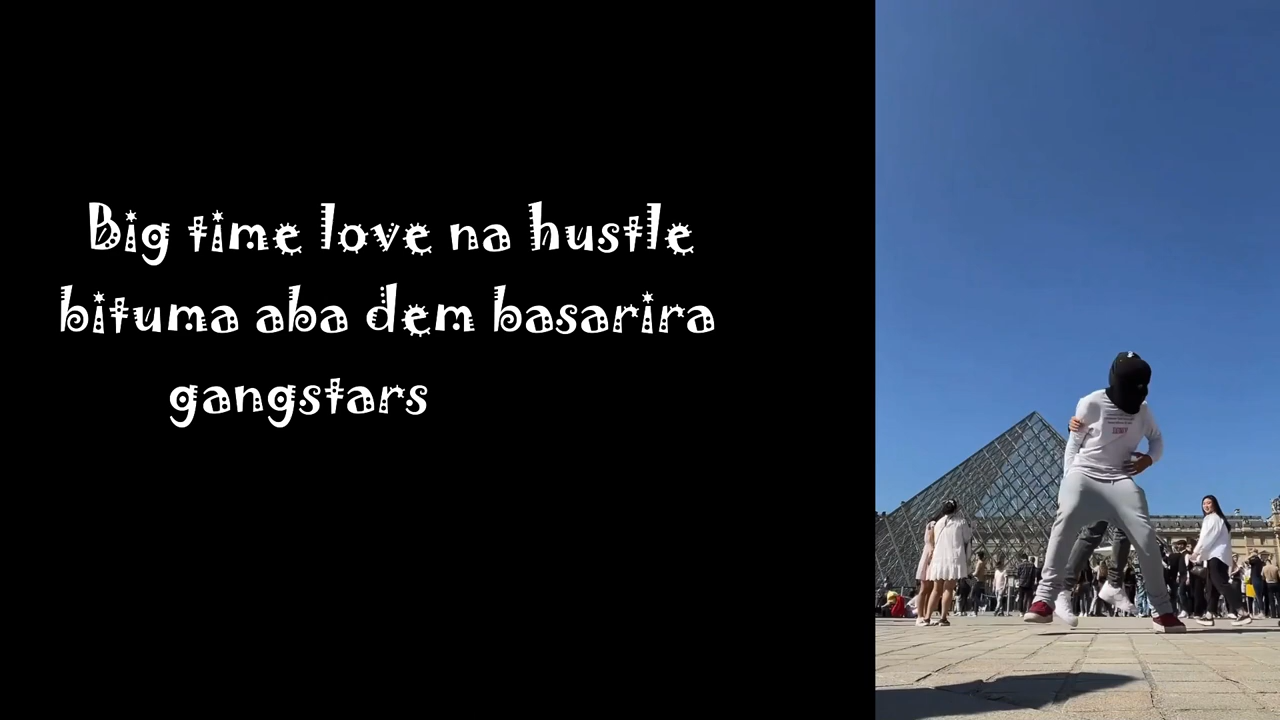 Big time love na hustle
bituma aba dem basarira
gangstars